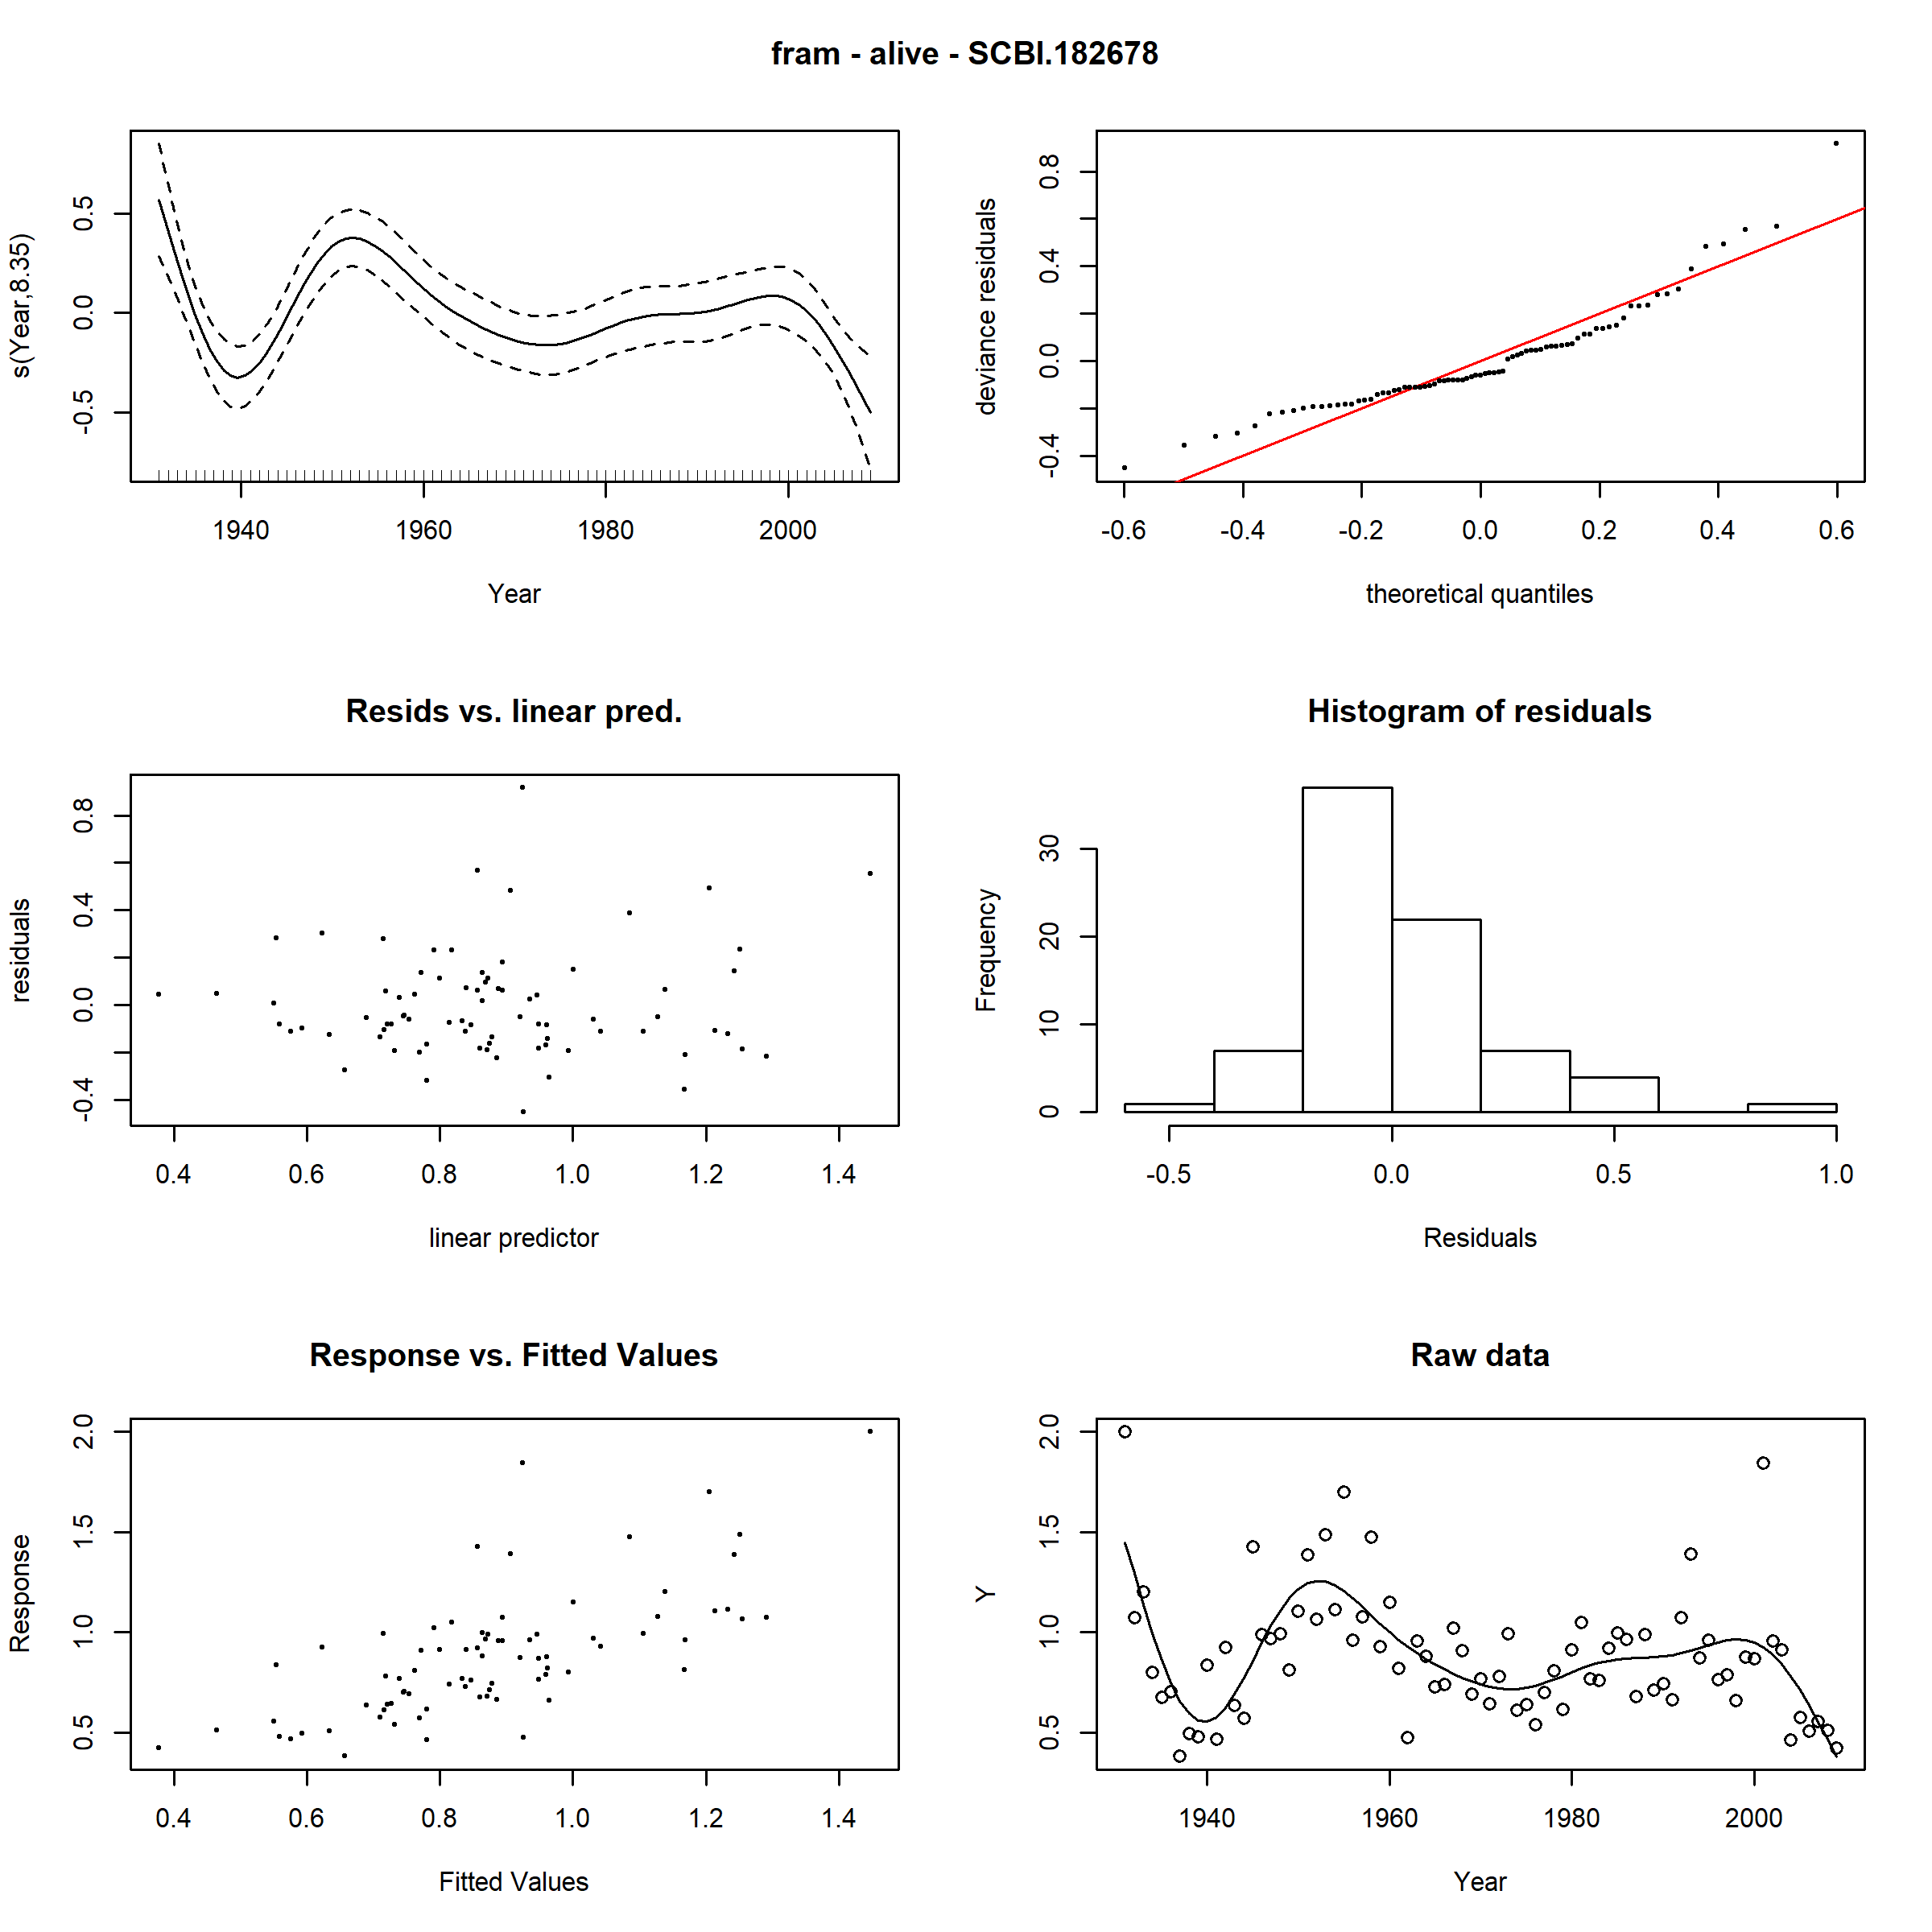 fram - alive - SCBI.182678
s(Year,8.35)
0.5
0.0
-0.5
1940 1960 1980 2000
Year
deviance residuals
0.8
0.4
0.0
-0.4
-0.6 -0.4 -0.2 0.0 0.2 0.4 0.6
theoretical quantiles
Resids vs. linear pred.
residuals
0.8
0.4
0.0
-0.4
0.4 0.6 0.8 1.0 1.2 1.4
linear predictor
Histogram of residuals
Frequency
30
20
10
0
-0.5 0.0 0.5 1.0
Residuals
Response vs. Fitted Values
Response
2.0
1.5
1.0
0.5
0.4 0.6 0.8 1.0 1.2 1.4
Fitted Values
Raw data
Y
2.0
1.5
1.0
0.5
1940 1960 1980 2000
Year